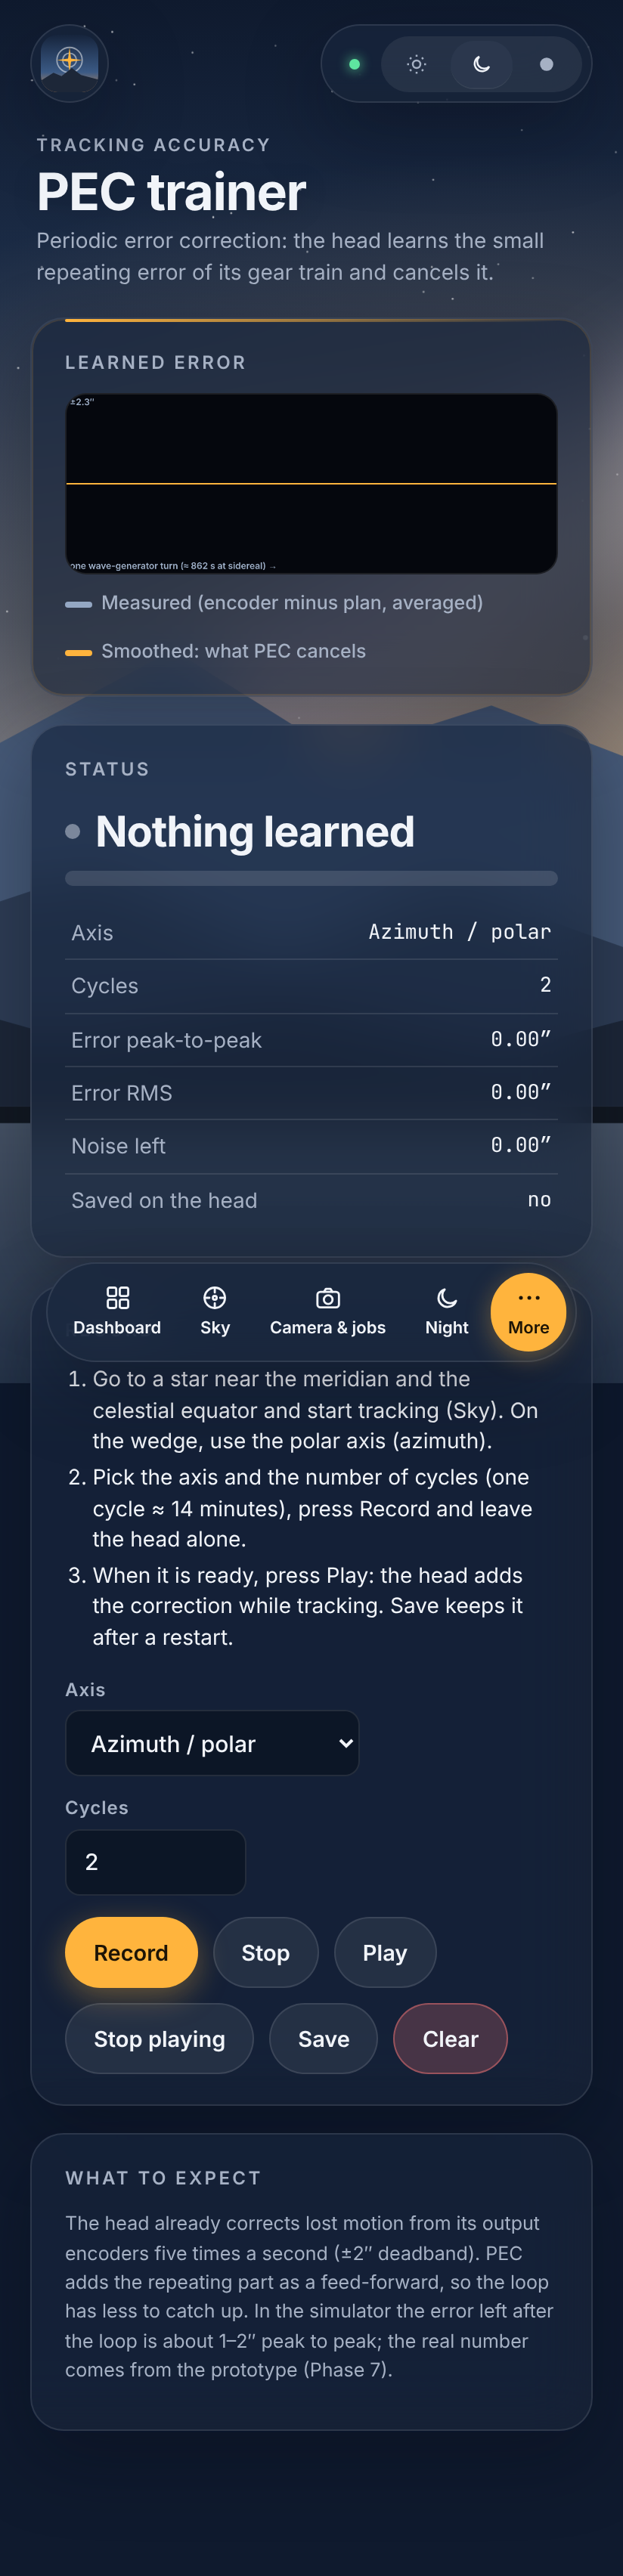 TRACKING ACCURACY
PEC trainer
Periodic error correction: the head learns the small
repeating error of its gear train and cancels it.
LEARNED ERROR
±2.3″
one wave-generator turn (≈ 862 s at sidereal) →
Measured (encoder minus plan, averaged)
Smoothed: what PEC cancels
STATUS
Nothing learned
Axis Azimuth / polar
Cycles 2
Error peak-to-peak 0.00″
Error RMS 0.00″
Noise left 0.00″
Saved on the head no
Dashboard Sky Camera & jobs Night More
1. Go to a star near the meridian and the
celestial equator and start tracking (Sky). On
the wedge, use the polar axis (azimuth).
2. Pick the axis and the number of cycles (one
cycle ≈ 14 minutes), press Record and leave
the head alone.
3. When it is ready, press Play: the head adds
the correction while tracking. Save keeps it
after a restart.
Axis
Azimuth / polar
Cycles
2
Record Stop Play
Stop playing Save Clear
WHAT TO EXPECT
The head already corrects lost motion from its output
encoders five times a second (±2″ deadband). PEC
adds the repeating part as a feed-forward, so the loop
has less to catch up. In the simulator the error left after
the loop is about 1–2″ peak to peak; the real number
comes from the prototype (Phase 7).